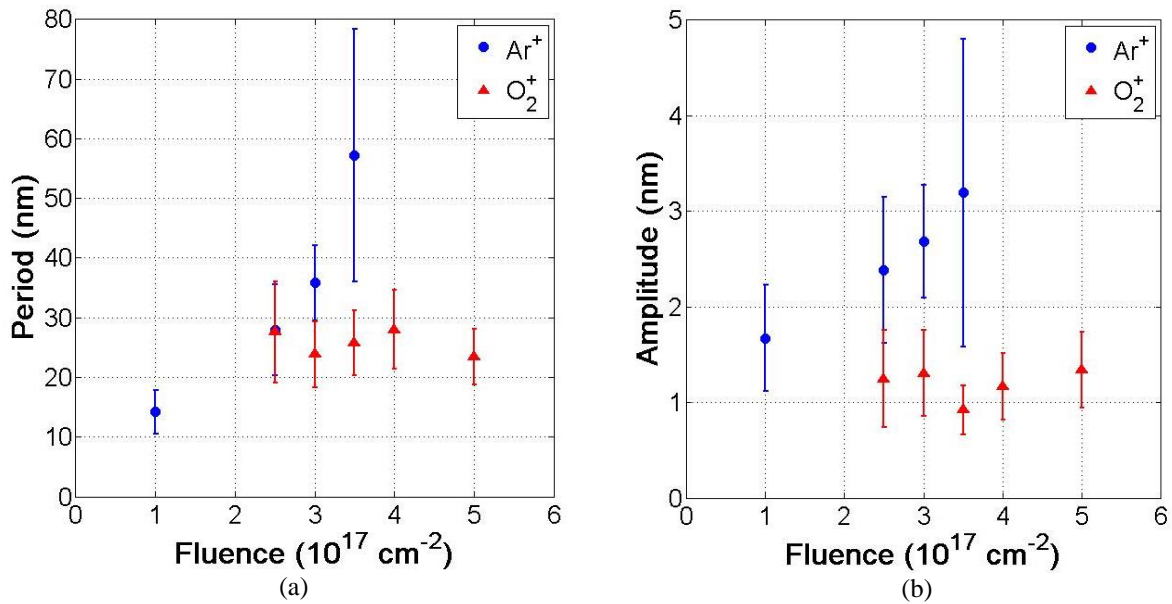 80
70
60
50
40
30
20
10
0
Period (nm)
0 1 2 3 4 5 6
Fluence (10^17 cm^-2)
Ar^+
O_2^+
(a)
5
4
3
2
1
0
Amplitude (nm)
0 1 2 3 4 5 6
Fluence (10^17 cm^-2)
Ar^+
O_2^+
(b)